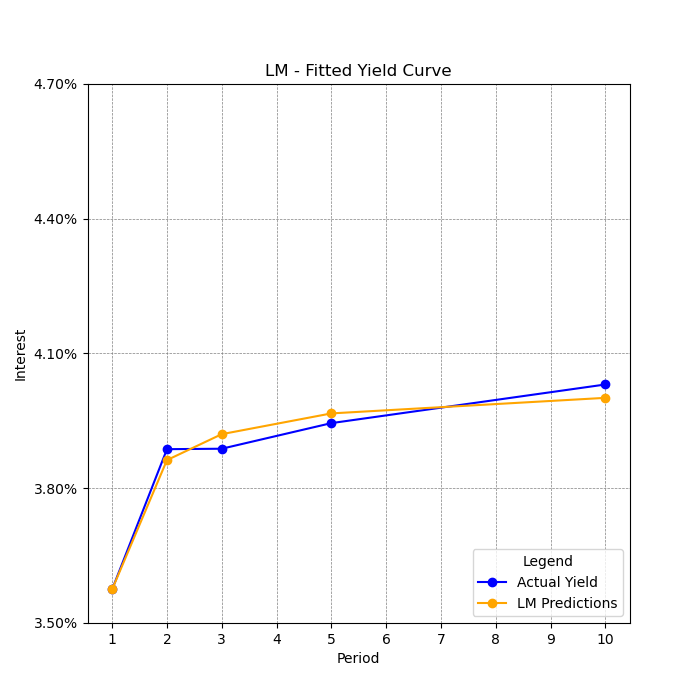 LM - Fitted Yield Curve
4.70%
4.40%
4.10%
3.80%
3.50%
Interest
1 2 3 4 5 6 7 8 9 10
Period
Legend
Actual Yield
LM Predictions